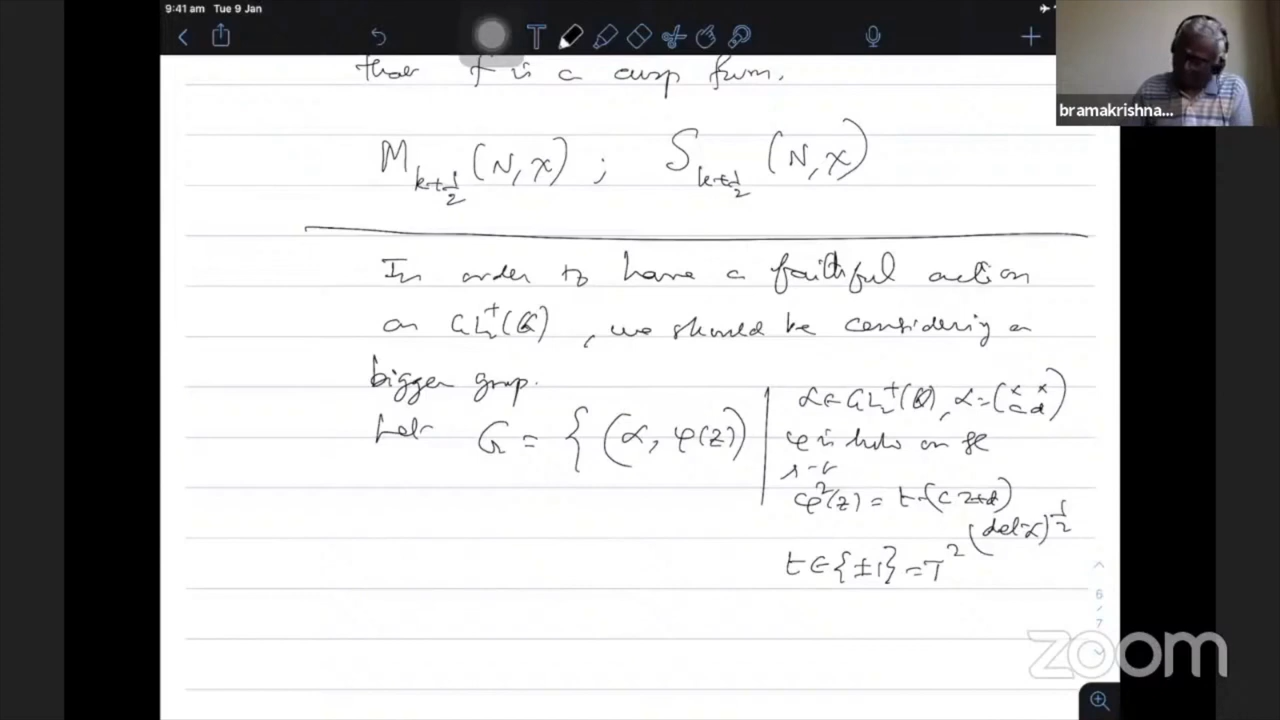 9:41 am Tue 9 Jan
that f is a cusp form.
M_{k+1/2} (N, χ) ; S_{k+1/2} (N, χ)
In order to have a faithful action
on GL_2^+(Q), we should be considering a
bigger group.
Let G = { (α, φ(z)) | α ∈ GL_2^+(Q), α = (x x c d)
φ is holo on
s-t
φ^2(z) = t (cz+d) (det α)^{-1/2}
t ∈ {±1} = T^2
bramakrishna...
6
/
7
zoom